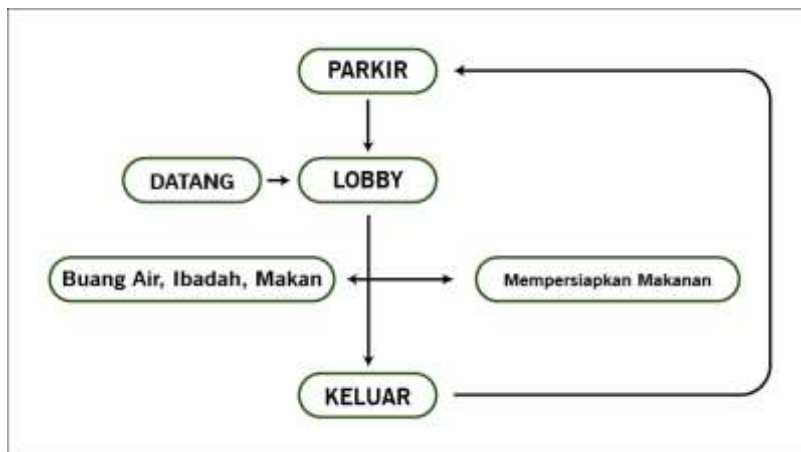 PARKIR
DATANG
LOBBY
Buang Air, Ibadah, Makan
Mempersiapkan Makanan
KELUAR